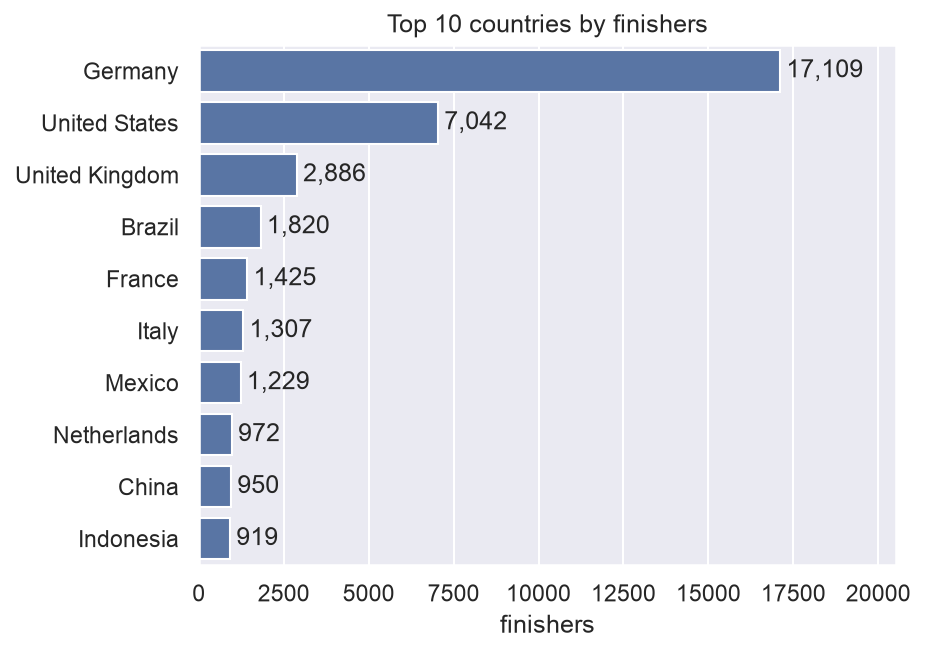 Top 10 countries by finishers
Germany 17,109
United States 7,042
United Kingdom 2,886
Brazil 1,820
France 1,425
Italy 1,307
Mexico 1,229
Netherlands 972
China 950
Indonesia 919
0 2500 5000 7500 10000 12500 15000 17500 20000
finishers